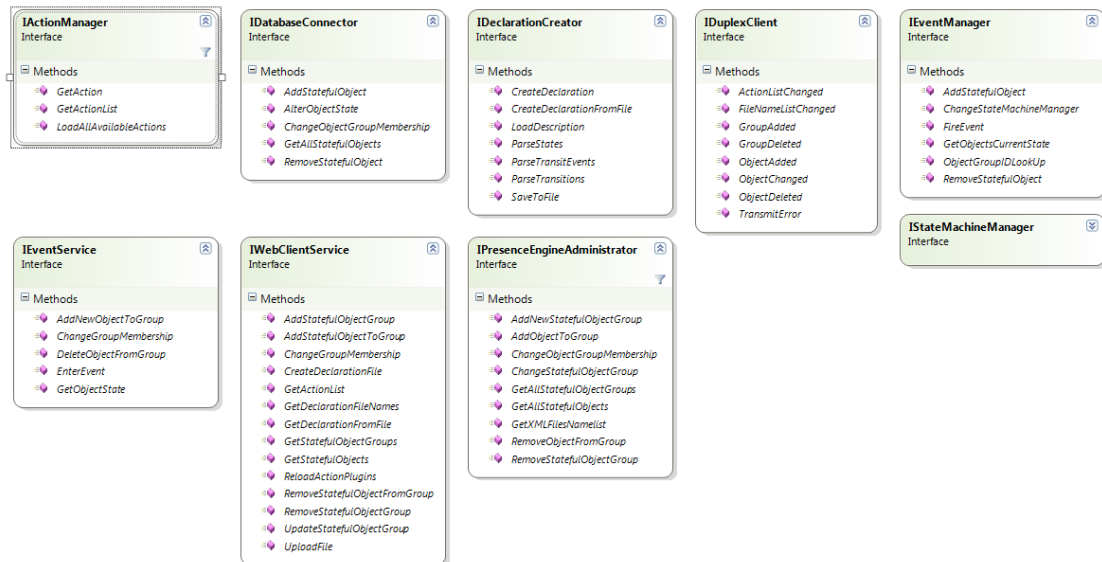 IActionManager
Interface
Methods
GetAction
GetActionList
LoadAllAvailableActions
IDatabaseConnector
Interface
Methods
AddStatefulObject
AlterObjectState
ChangeObjectGroupMembership
GetAllStatefulObjects
RemoveStatefulObject
IDeclarationCreator
Interface
Methods
CreateDeclaration
CreateDeclarationFromFile
LoadDescription
ParseStates
ParseTransitEvents
ParseTransitions
SaveToFile
IDuplexClient
Interface
Methods
ActionListChanged
FileNameListChanged
GroupAdded
GroupDeleted
ObjectAdded
ObjectChanged
ObjectDeleted
TransmitError
IEventManager
Interface
Methods
AddStatefulObject
ChangeStateMachineManager
FireEvent
GetObjectsCurrentState
ObjectGroupIDLookUp
RemoveStatefulObject
IStateMachineManager
Interface
IEventService
Interface
Methods
AddNewObjectToGroup
ChangeGroupMembership
DeleteObjectFromGroup
EnterEvent
GetObjectState
IWebClientService
Interface
Methods
AddStatefulObjectGroup
AddStatefulObjectToGroup
ChangeGroupMembership
CreateDeclarationFile
GetActionList
GetDeclarationFileNames
GetDeclarationFromFile
GetStatefulObjectGroups
GetStatefulObjects
ReloadActionPlugins
RemoveStatefulObjectFromGroup
RemoveStatefulObjectGroup
UpdateStatefulObjectGroup
UploadFile
IPresenceEngineAdministrator
Interface
Methods
AddNewStatefulObjectGroup
AddObjectToGroup
ChangeObjectGroupMembership
ChangeStatefulObjectGroup
GetAllStatefulObjectGroups
GetAllStatefulObjects
GetXMLFilesNamelist
RemoveObjectFromGroup
RemoveStatefulObjectGroup